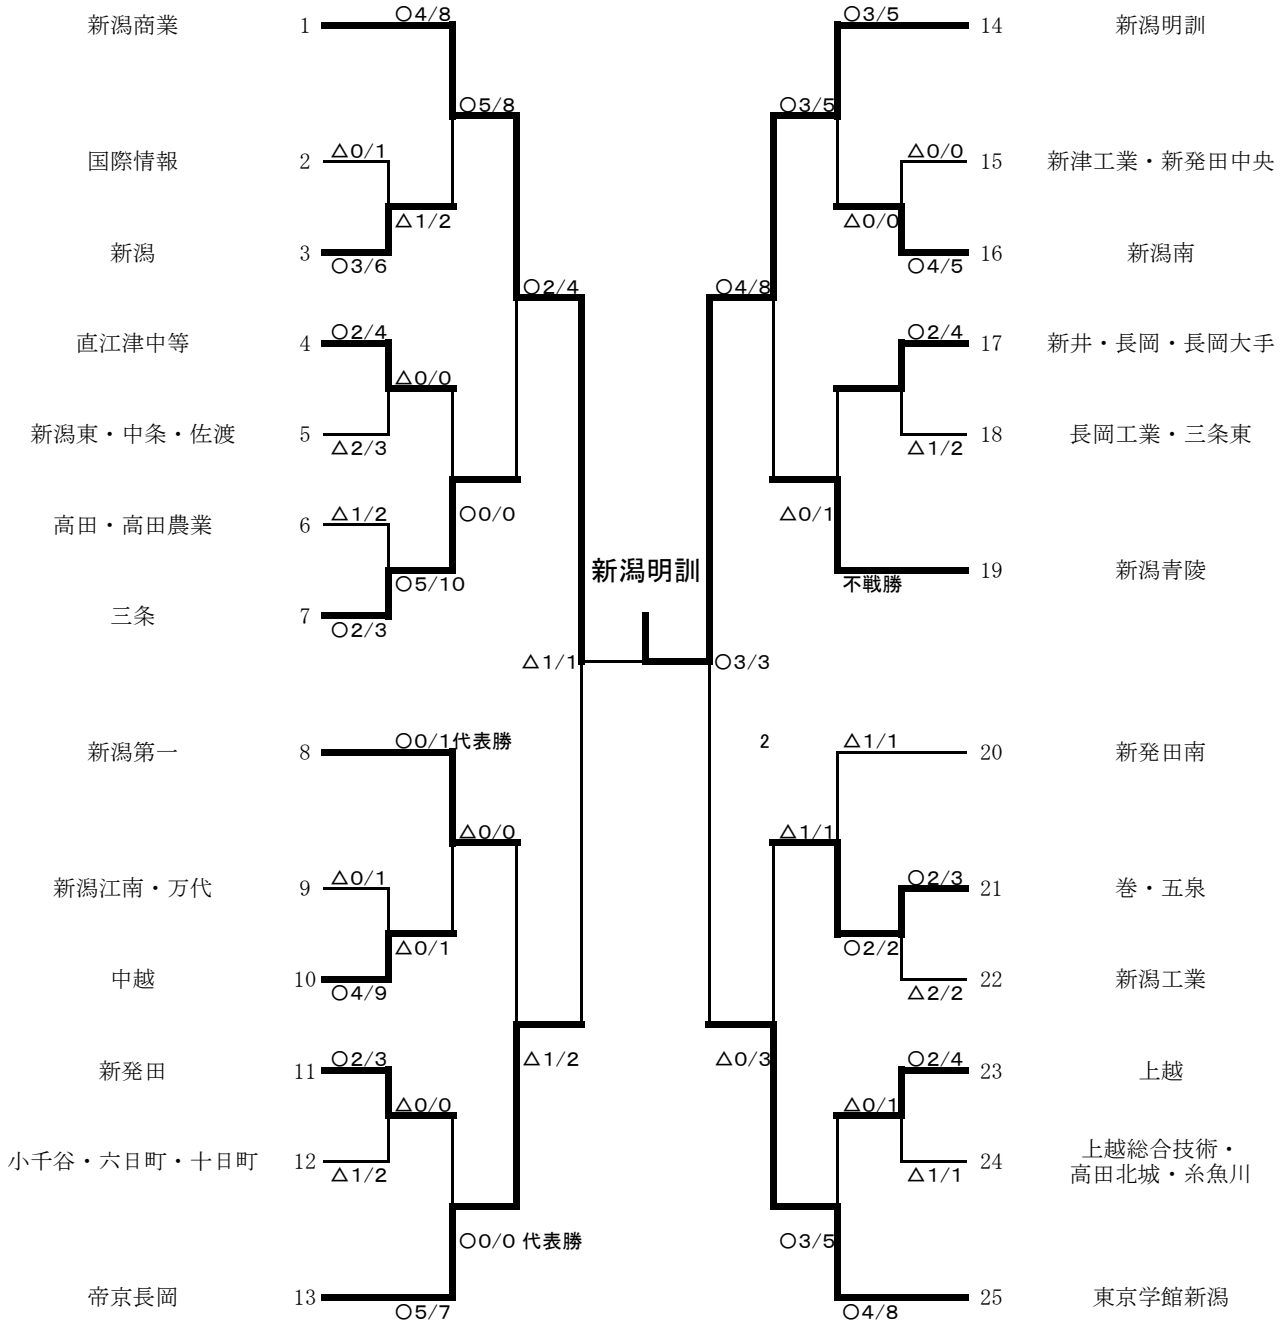 新潟商業 1 ○4/8 ○3/5 14 新潟明訓
○5/8 ○3/5
国際情報 2 △0/1 △0/0 15 新津工業・新発田中央
△1/2 △0/0
新潟 3 ○3/6 ○4/5 16 新潟南
○2/4 ○4/8
直江津中等 4 ○2/4 ○2/4 17 新井・長岡・長岡大手
△0/0
新潟東・中条・佐渡 5 △2/3 △1/2 18 長岡工業・三条東
高田・高田農業 6 △1/2 ○0/0 △0/1
新潟明訓
○5/10 不戦勝 19 新潟青陵
三条 7 ○2/3
△1/1 ○3/3
新潟第一 8 ○0/1代表勝 2 △1/1 20 新発田南
△0/0 △1/1
新潟江南・万代 9 △0/1 ○2/3 21 巻・五泉
△0/1 ○2/2
中越 10 ○4/9 △2/2 22 新潟工業
△1/2 △0/3
新発田 11 ○2/3 ○2/4 23 上越
△0/0 △0/1
小千谷・六日町・十日町 12 △1/2 △1/1 24 上越総合技術・
高田北城・糸魚川
○0/0 代表勝 ○3/5
帝京長岡 13 ○5/7 ○4/8 25 東京学館新潟